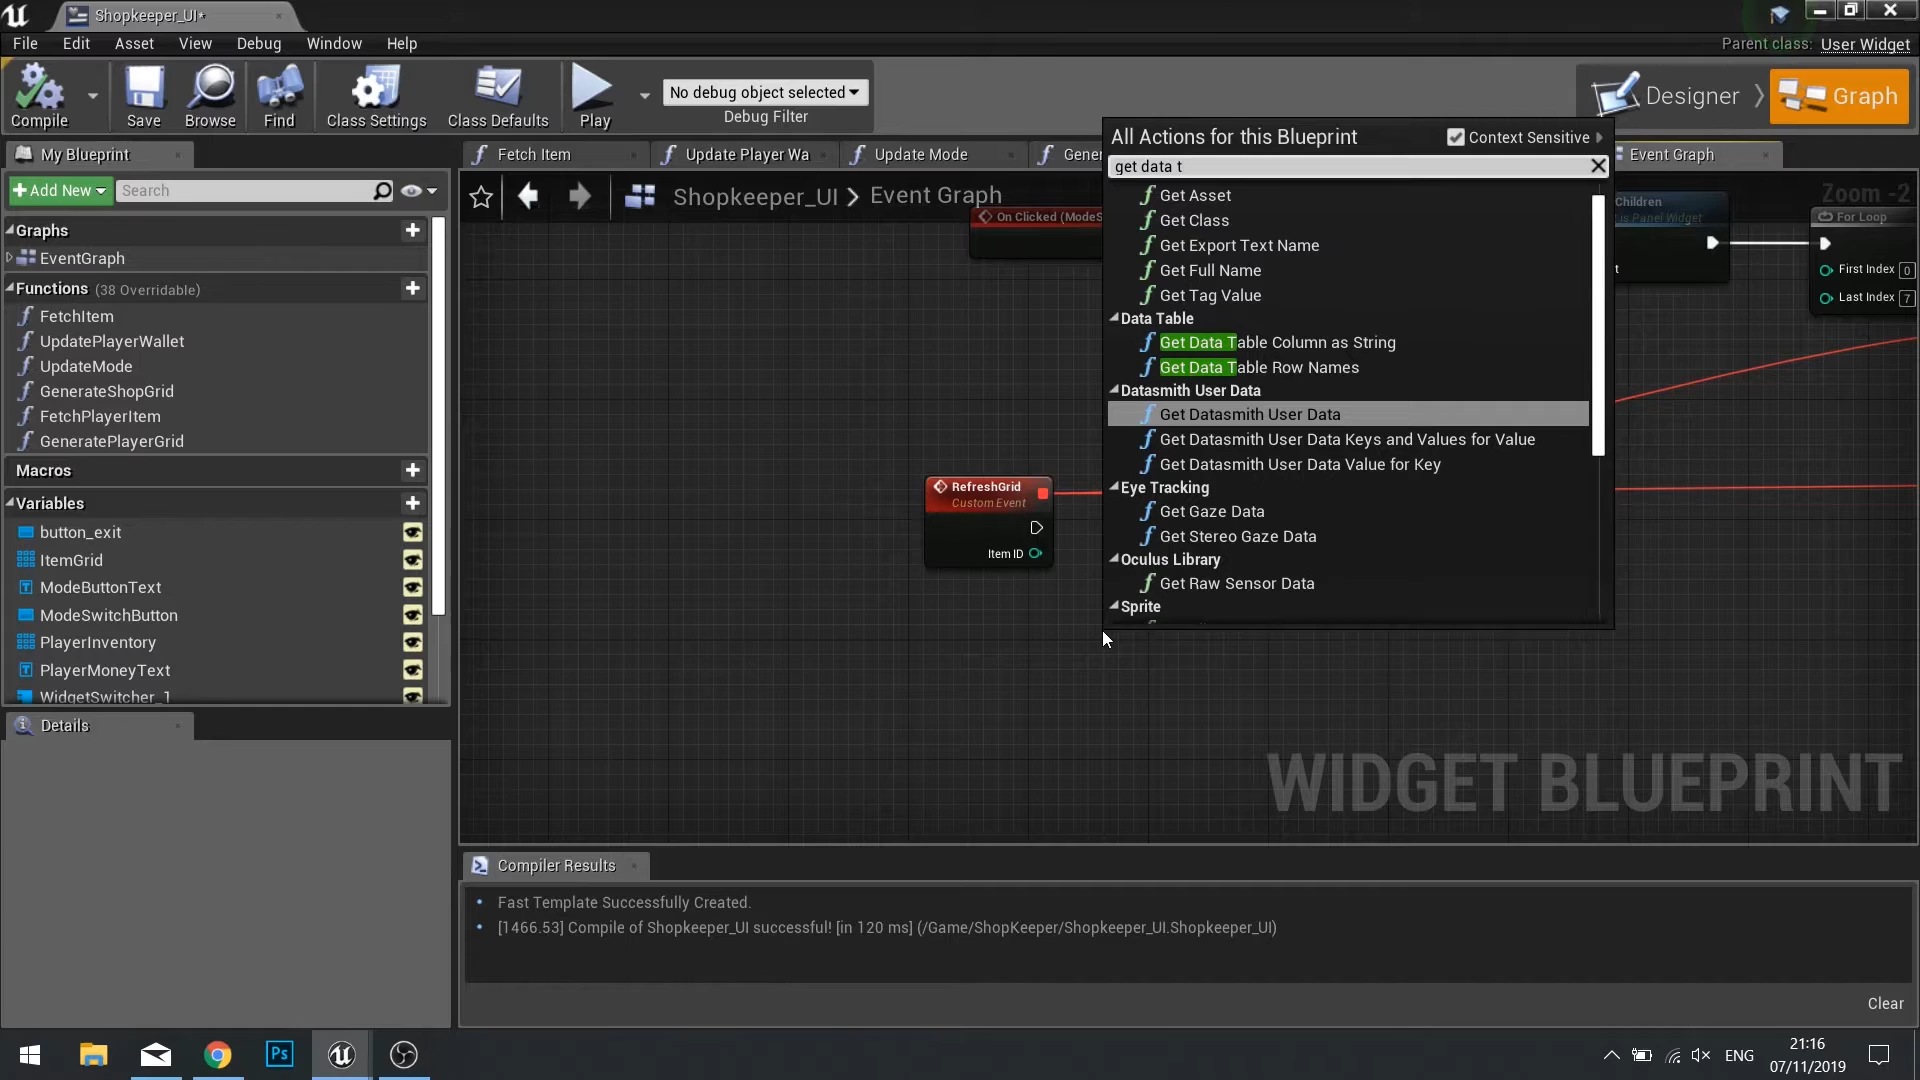 Shopkeeper_UI*
File Edit Asset View Debug Window Help
Parent class: User Widget
Compile Save Browse Find Class Settings Class Defaults Play
No debug object selected
Debug Filter
Designer Graph
My Blueprint
Fetch Item Update Player Wa Update Mode Gener Event Graph
Add New Search
Shopkeeper_UI > Event Graph
Zoom -2
Graphs
EventGraph
Functions (38 Overridable)
FetchItem
UpdatePlayerWallet
UpdateMode
GenerateShopGrid
FetchPlayerItem
GeneratePlayerGrid
Macros
Variables
button_exit
ItemGrid
ModeButtonText
ModeSwitchButton
PlayerInventory
PlayerMoneyText
WidgetSwitcher_1
Details
On Clicked (ModeS
RefreshGrid
Custom Event
Item ID
All Actions for this Blueprint
Context Sensitive
get data t
Get Asset
Get Class
Get Export Text Name
Get Full Name
Get Tag Value
Data Table
Get Data Table Column as String
Get Data Table Row Names
Datasmith User Data
Get Datasmith User Data
Get Datasmith User Data Keys and Values for Value
Get Datasmith User Data Value for Key
Eye Tracking
Get Gaze Data
Get Stereo Gaze Data
Oculus Library
Get Raw Sensor Data
Sprite
Children
is Panel Widget
t
For Loop
First Index 0
Last Index 7
WIDGET BLUEPRINT
Compiler Results
• Fast Template Successfully Created.
• [1466.53] Compile of Shopkeeper_UI successful! [in 120 ms] (/Game/ShopKeeper/Shopkeeper_UI.Shopkeeper_UI)
Clear
Ps
ENG
21:16
07/11/2019